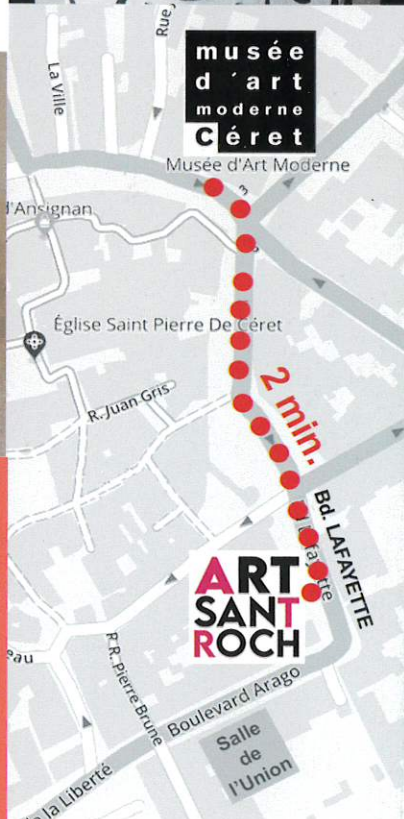 Rue
La Ville
musée
d'art
moderne
Céret
Musée d'Art Moderne
3
d'Ansignan
Église Saint Pierre De Céret
R. Juan Gris
2 min.
Bd. LAFAYETTE
ART
SANT
ROCH
R.R. Pierre Brune
Boulevard Arago
Salle
de
l'Union
la Liberté